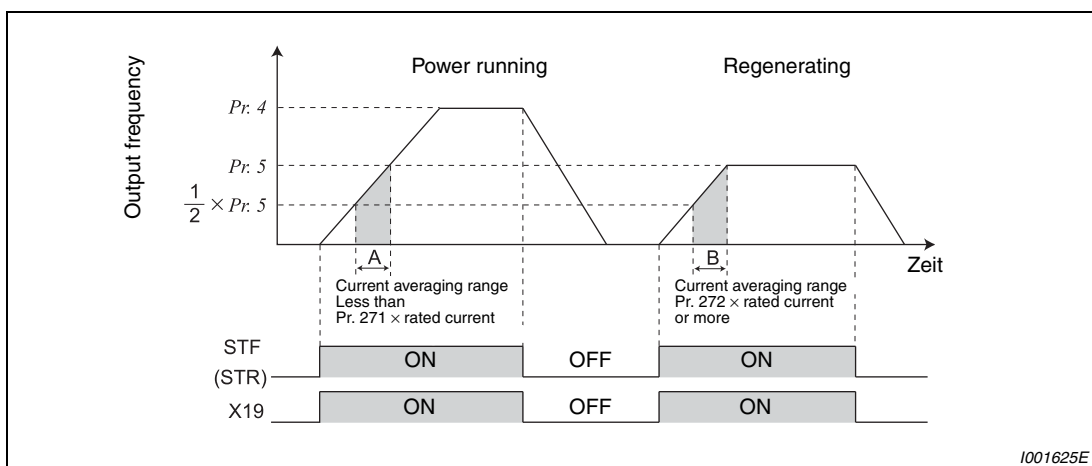 Output frequency
Power running
Regenerating
Pr. 4
Pr. 5
1/2 × Pr. 5
A
B
Zeit
Current averaging range
Less than
Pr. 271 × rated current
Current averaging range
Pr. 272 × rated current
or more
STF
(STR)
ON
OFF
ON
X19
ON
OFF
ON
I001625E